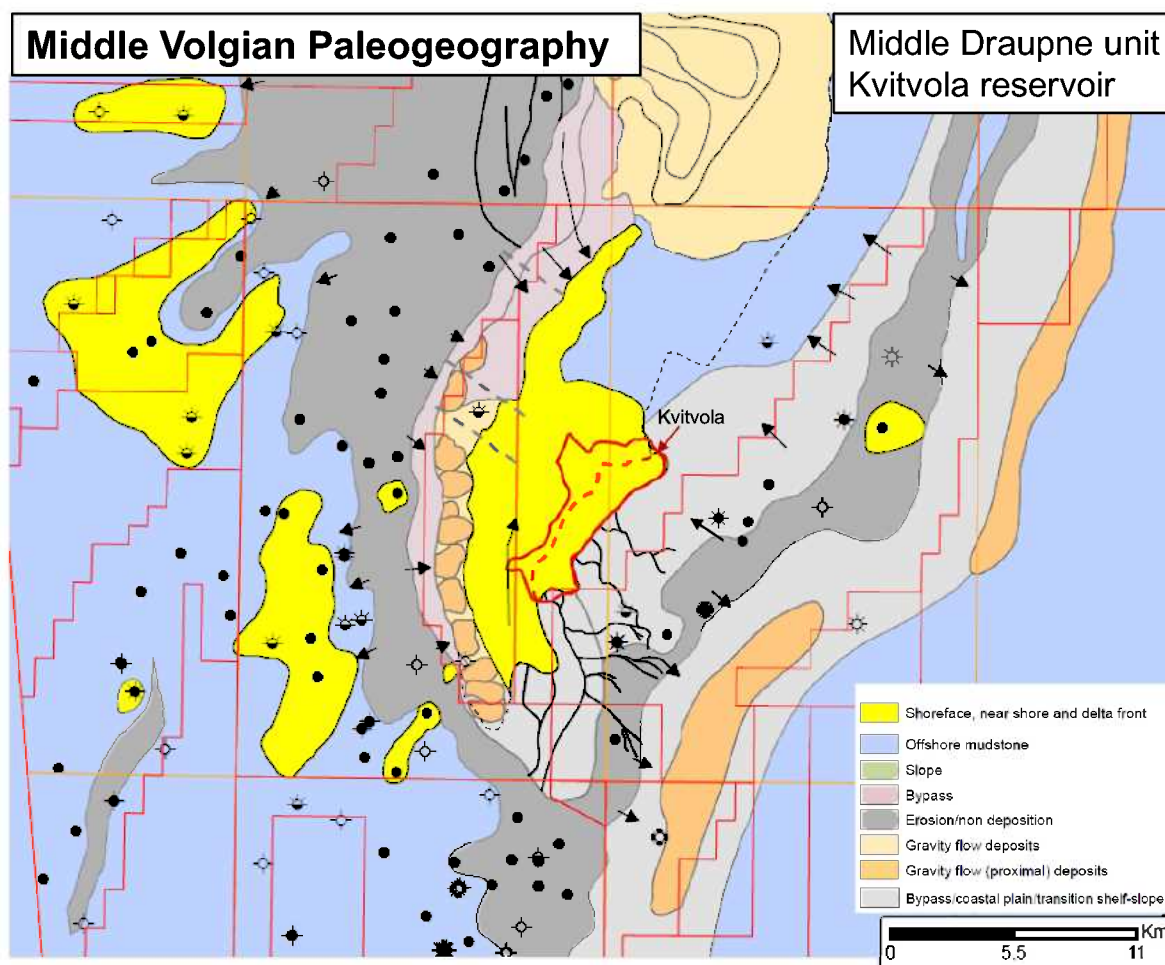 Middle Volgian Paleogeography
Middle Draupne unit
Kvitvola reservoir
Kvitvola
Shoreface, near shore and delta front
Offshore mudstone
Slope
Bypass
Erosion/non deposition
Gravity flow deposits
Gravity flow (proximal) deposits
Bypass/coastal plain/transition shelf-slope
Km
0 5.5 11